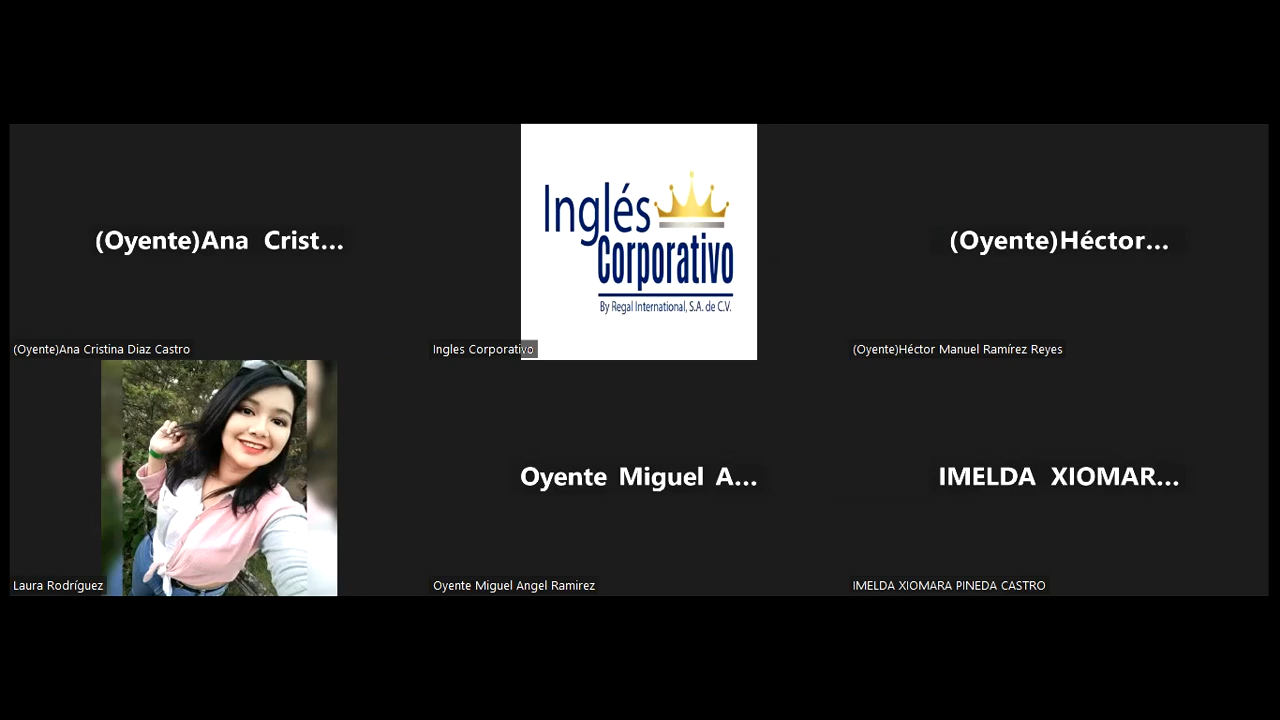 (Oyente)Ana Crist...
(Oyente)Ana Cristina Diaz Castro
Inglés
Corporativo
By Regal International, S.A. de C.V.
Ingles Corporativo
(Oyente)Héctor...
(Oyente)Héctor Manuel Ramírez Reyes
Laura Rodríguez
Oyente Miguel A...
Oyente Miguel Angel Ramirez
IMELDA XIOMAR...
IMELDA XIOMARA PINEDA CASTRO